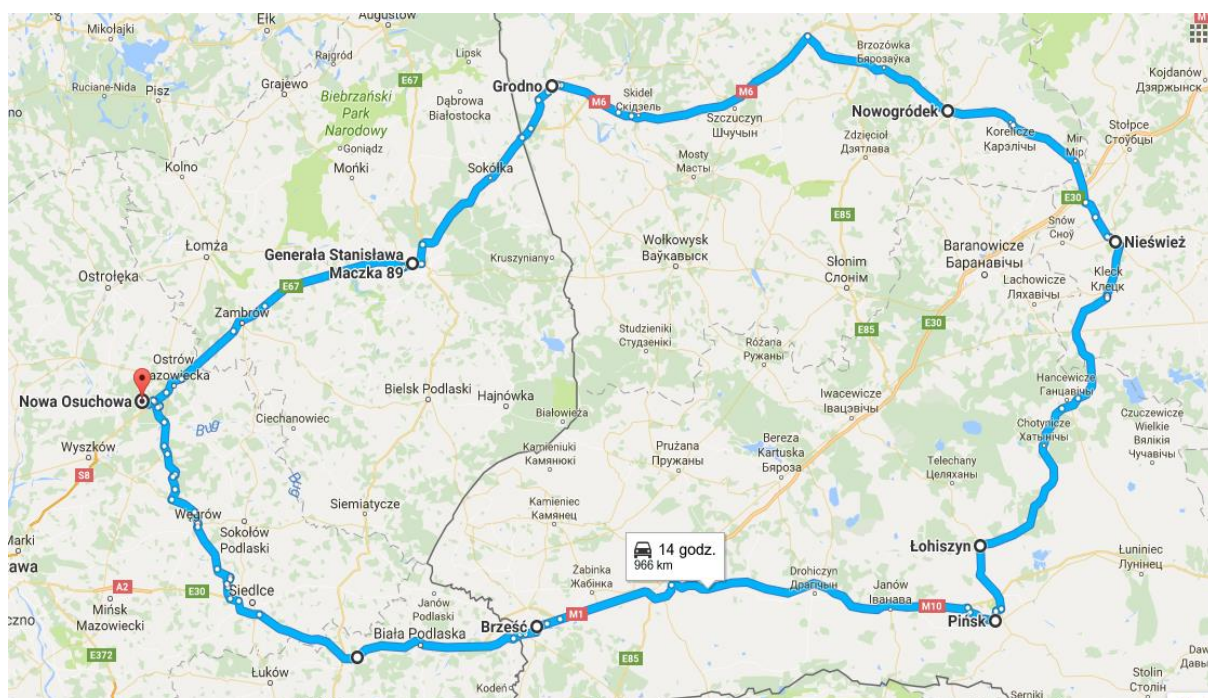 Mikołajki
Ełk
Augustów
M
Ruciane-Nida
Pisz
Rajgród
Lipsk
E67
Grajewo
Biebrzański
Park
Narodowy
Dąbrowa
Białostocka
Grodno
Skidel
Скідзель
M6
M6
Brzozówka
Бярозаўка
Kojdanów
Дзяржынск
Goniądz
Kolno
Mońki
Sokółka
Szczuczyn
Шчучын
Nowogródek
Zdzięcioł
Дзятлава
Korelicze
Карэлічы
Stołpce
Стоўбцы
Mir
Мір
Mosty
Масты
Łomża
Generała Stanisława
Maczka 89
Kruszyniany
Wołkowysk
Ваўкавыск
E85
Słonim
Слонім
E30
Snów
Сноў
Nieśwież
Baranowicze
Баранавічы
Ostrołęka
E67
Zambrów
Kleck
Клецк
Lachowicze
Ляхавічы
E85
E30
Studzieniki
Студзенікі
Różana
Ружаны
Ostrów
Mazowiecka
Nowa Osuchowa
Bielsk Podlaski
Hajnówka
Białowieża
Ciechanowiec
Bug
Iwacewicze
Івацэвічы
Hancewicze
Ганцавічы
Chotynicze
Хатынічы
Czuczewicze
Wielkie
Вялікія
Чучавічы
Wyszków
S8
Bug
Kamieniuki
Камянюкі
Prużana
Пружаны
Bereza
Kartuska
Бяроза
Telechany
Целяханы
Siemiatycze
Kamieniec
Камянец
Węgrów
Sokołów
Podlaski
Marki
14 godz.
966 km
Łohiszyn
Łuniniec
Лунінец
A2
E30
Siedlce
Żabinka
Жабінка
Drohiczyn
Драгічын
Janów
Іванава
M10
Pińsk
Mińsk
Mazowiecki
Janów
Podlaski
Biała Podlaska
Brześć
M1
E372
Łuków
Kodeń
E85
Stolin
Столін
Serniki